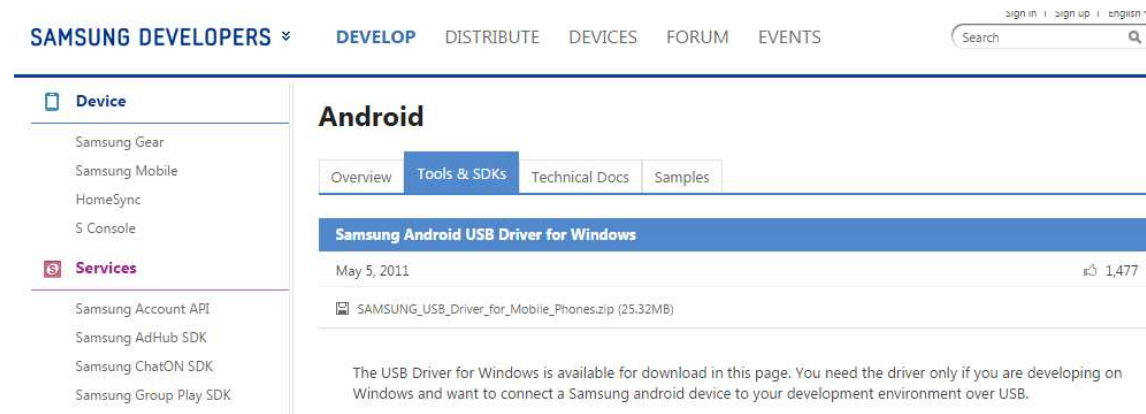 Sign in | Sign up | English
SAMSUNG DEVELOPERS
DEVELOP DISTRIBUTE DEVICES FORUM EVENTS
Search
Device
Samsung Gear
Samsung Mobile
HomeSync
S Console
Services
Samsung Account API
Samsung AdHub SDK
Samsung ChatON SDK
Samsung Group Play SDK
Android
Overview Tools & SDKs Technical Docs Samples
Samsung Android USB Driver for Windows
May 5, 2011 1,477
SAMSUNG_USB_Driver_for_Mobile_Phones.zip (25.32MB)
The USB Driver for Windows is available for download in this page. You need the driver only if you are developing on
Windows and want to connect a Samsung android device to your development environment over USB.